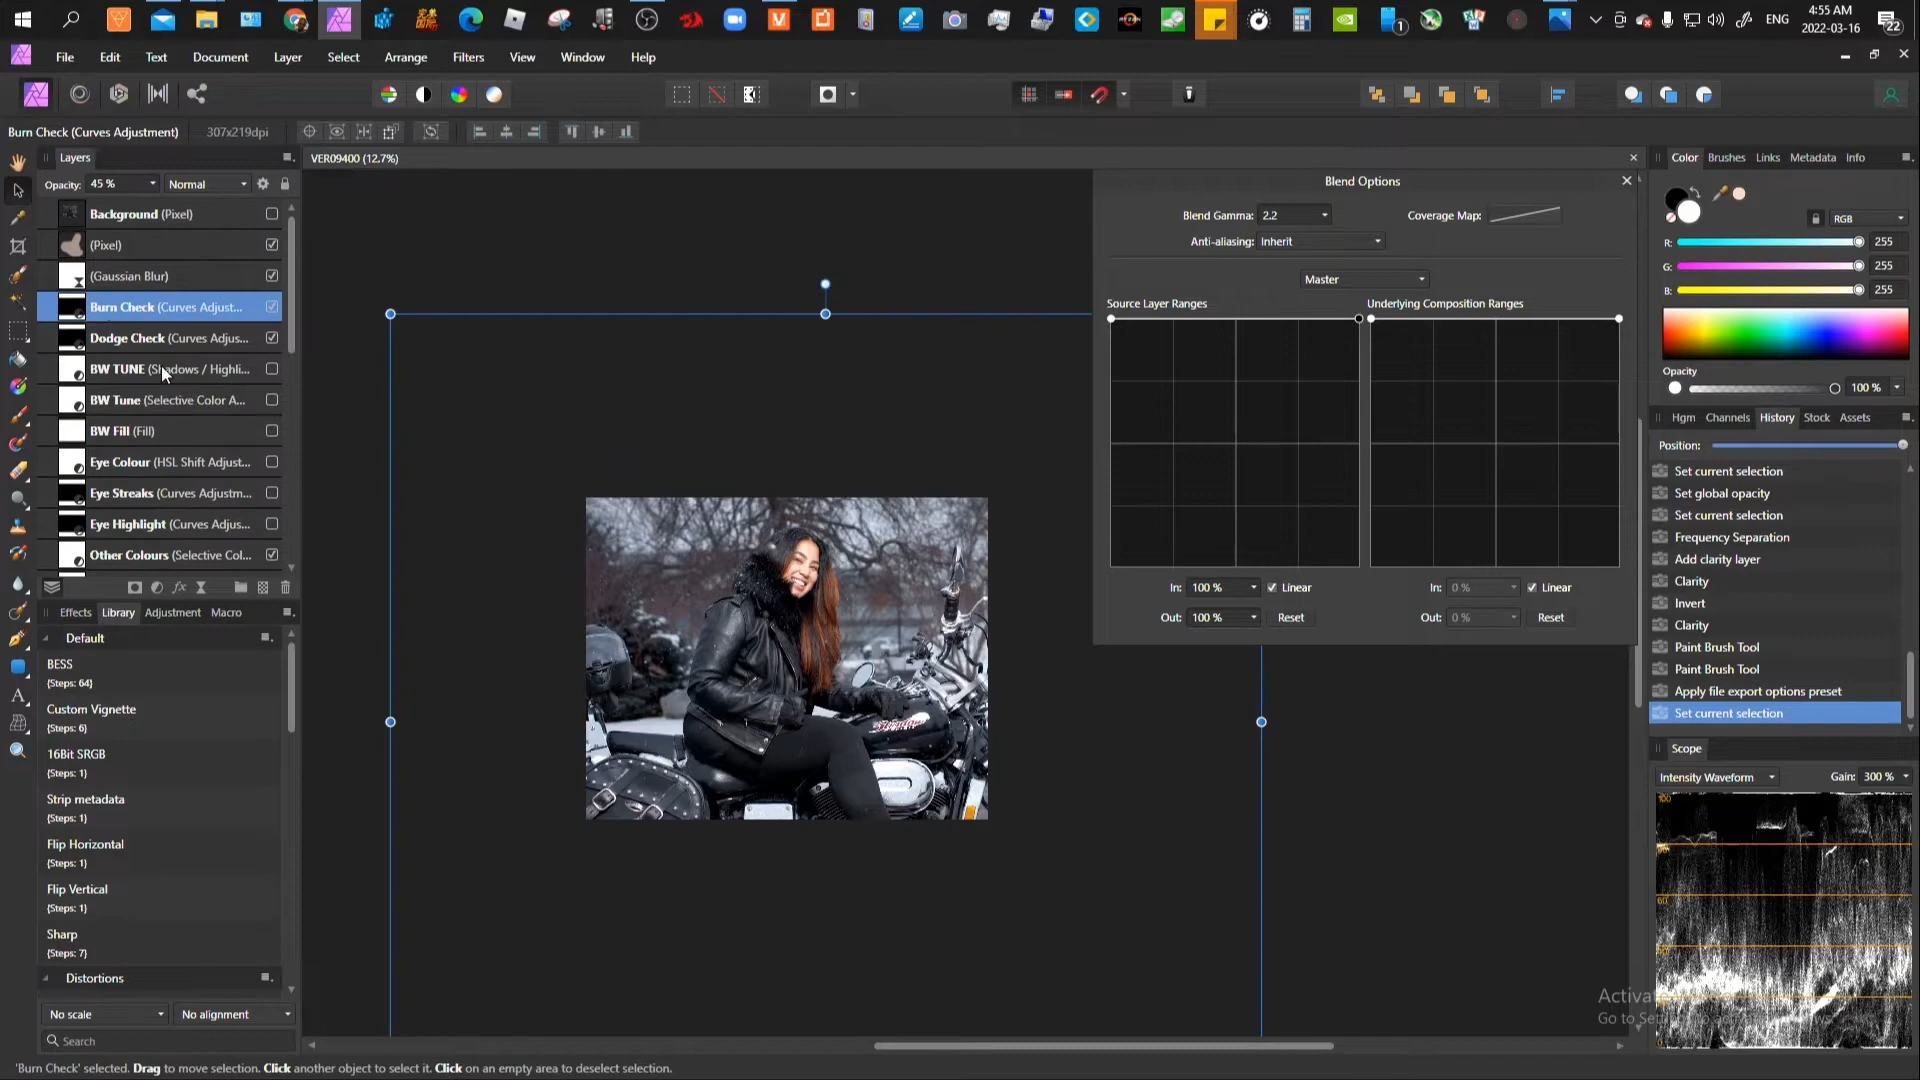 ENG
4:55 AM
2022-03-16
22
1
File Edit Text Document Layer Select Arrange Filters View Window Help
Burn Check (Curves Adjustment) 307x219dpi
Layers
VER09400 (12.7%)
Opacity: 45 % Normal
Background (Pixel)
(Pixel)
(Gaussian Blur)
Burn Check (Curves Adjust...
Dodge Check (Curves Adjus...
BW TUNE (Shadows / Highli...
BW Tune (Selective Color A...
BW Fill (Fill)
Eye Colour (HSL Shift Adjust...
Eye Streaks (Curves Adjustm...
Eye Highlight (Curves Adjus...
Other Colours (Selective Col...
Effects Library Adjustment Macro
Default
BESS
{Steps: 64}
Custom Vignette
{Steps: 6}
16Bit SRGB
{Steps: 1}
Strip metadata
{Steps: 1}
Flip Horizontal
{Steps: 1}
Flip Vertical
{Steps: 1}
Sharp
{Steps: 7}
Distortions
No scale No alignment
Search
Blend Options
Blend Gamma: 2.2 Coverage Map:
Anti-aliasing: Inherit
Master
Source Layer Ranges Underlying Composition Ranges
In: 100 % Linear In: 0 % Linear
Out: 100 % Reset Out: 0 % Reset
Color Brushes Links Metadata Info
RGB
R: 255
G: 255
B: 255
Opacity
100 %
Hgm Channels History Stock Assets
Position:
Set current selection
Set global opacity
Set current selection
Frequency Separation
Add clarity layer
Clarity
Invert
Clarity
Paint Brush Tool
Paint Brush Tool
Apply file export options preset
Set current selection
Scope
Intensity Waveform Gain: 300 %
100
60
0
Activa
Go to Se
'Burn Check' selected. Drag to move selection. Click another object to select it. Click on an empty area to deselect selection.